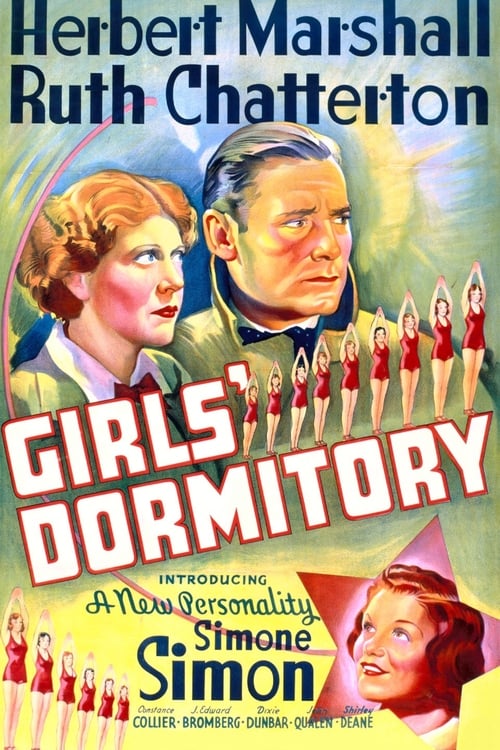 Herbert Marshall
Ruth Chatterton
GIRLS'
DORMITORY
INTRODUCING
A New Personality
Simone
Simon
Constance J. Edward Dixie John Shirley
COLLIER · BROMBERG · DUNBAR · QUALEN · DEANE